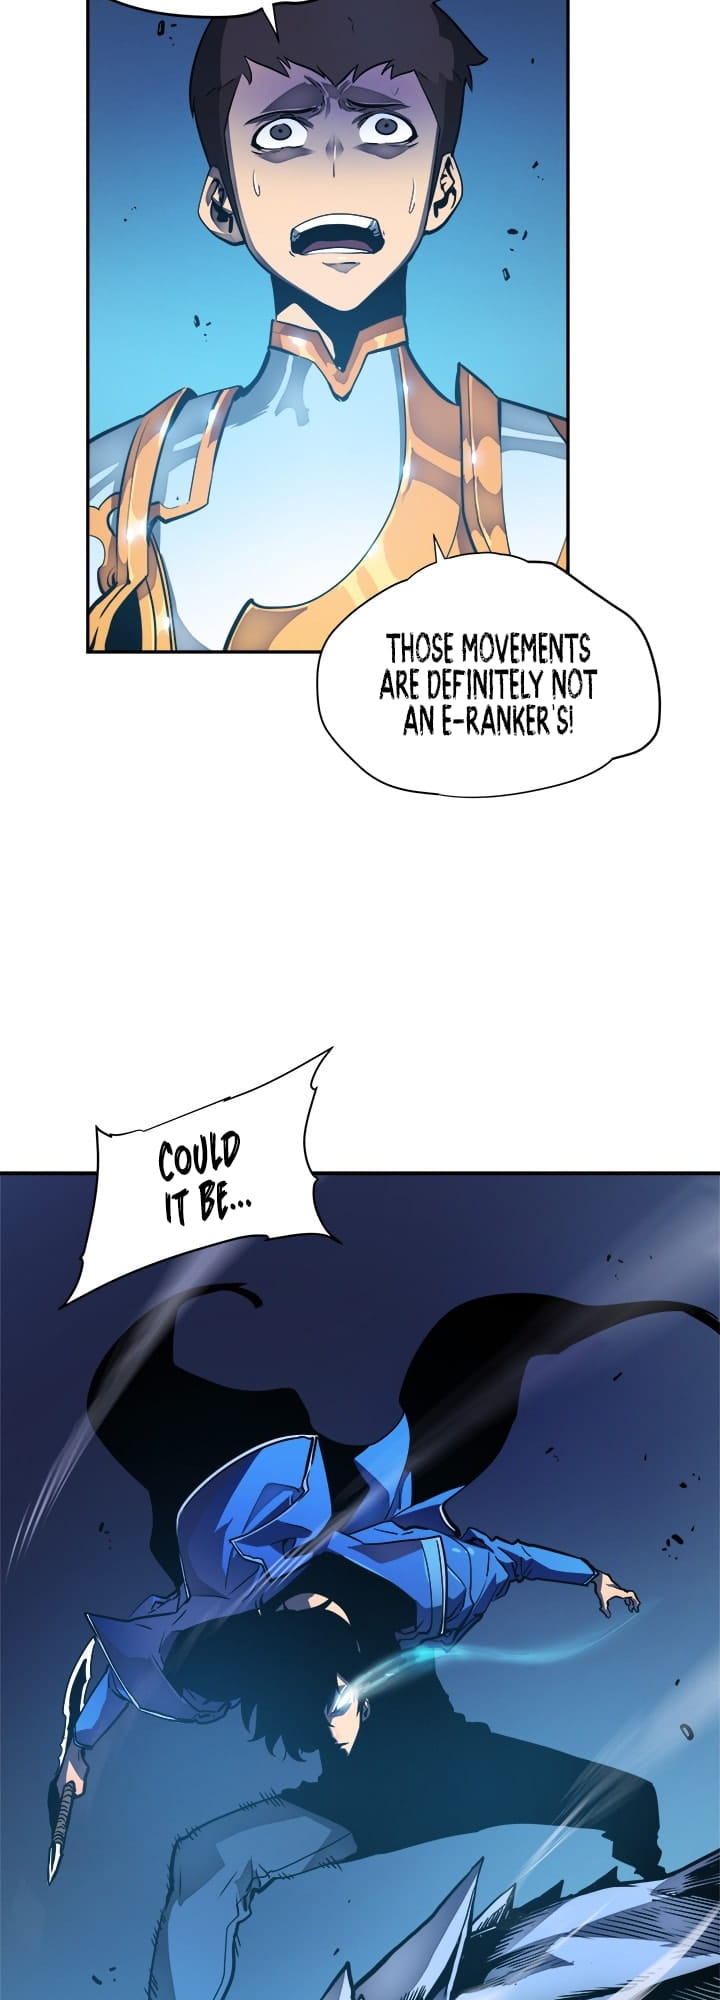 THOSE MOVEMENTS
ARE DEFINITELY NOT
AN E-RANKER'S!
COULD
IT BE...